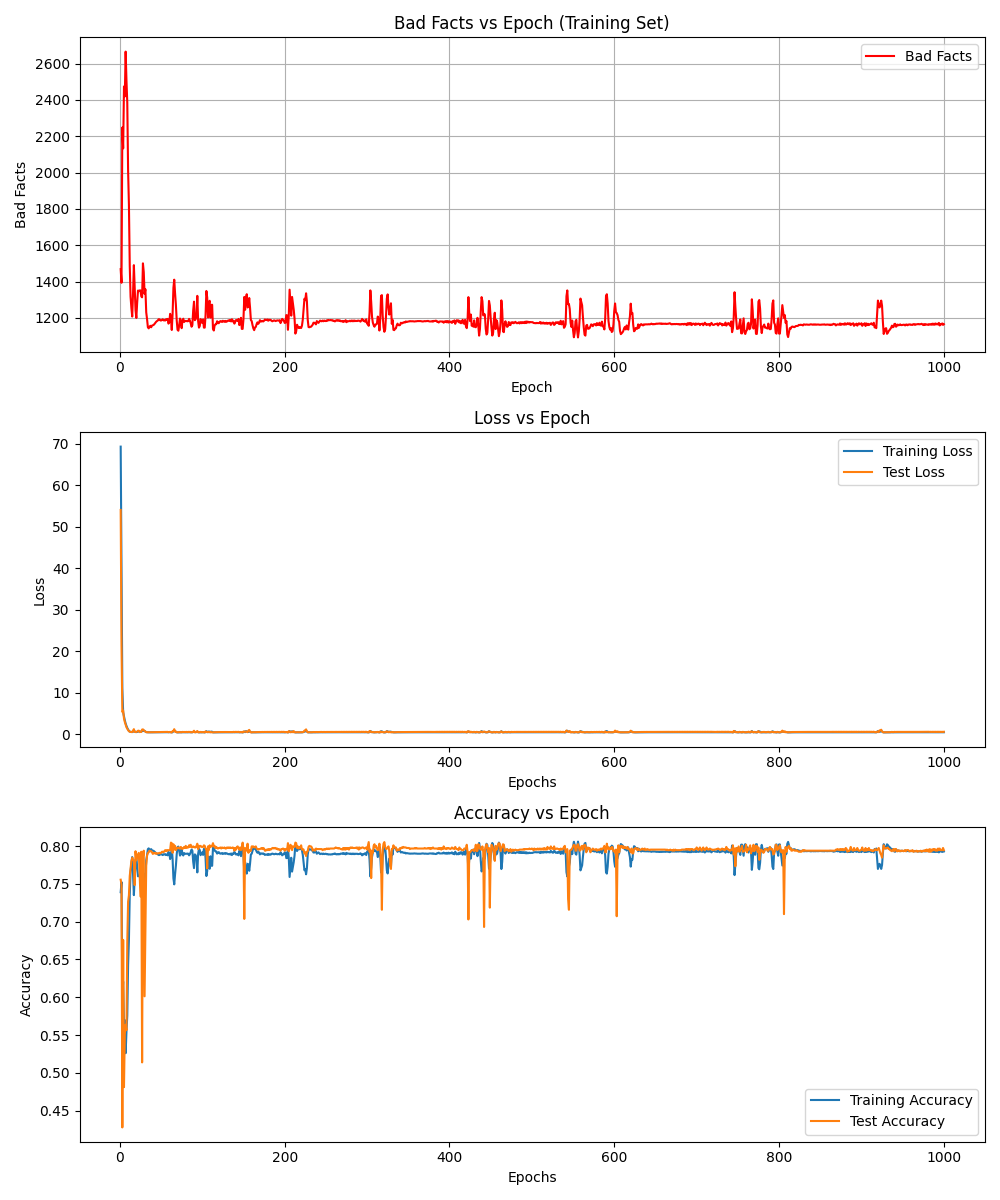 Bad Facts vs Epoch (Training Set)
Bad Facts
2600
2400
2200
2000
1800
1600
1400
1200
Bad Facts
0 200 400 600 800 1000
Epoch
Loss vs Epoch
Training Loss
Test Loss
70
60
50
40
30
20
10
0
Loss
0 200 400 600 800 1000
Epochs
Accuracy vs Epoch
0.80
0.75
0.70
0.65
0.60
0.55
0.50
0.45
Accuracy
Training Accuracy
Test Accuracy
0 200 400 600 800 1000
Epochs